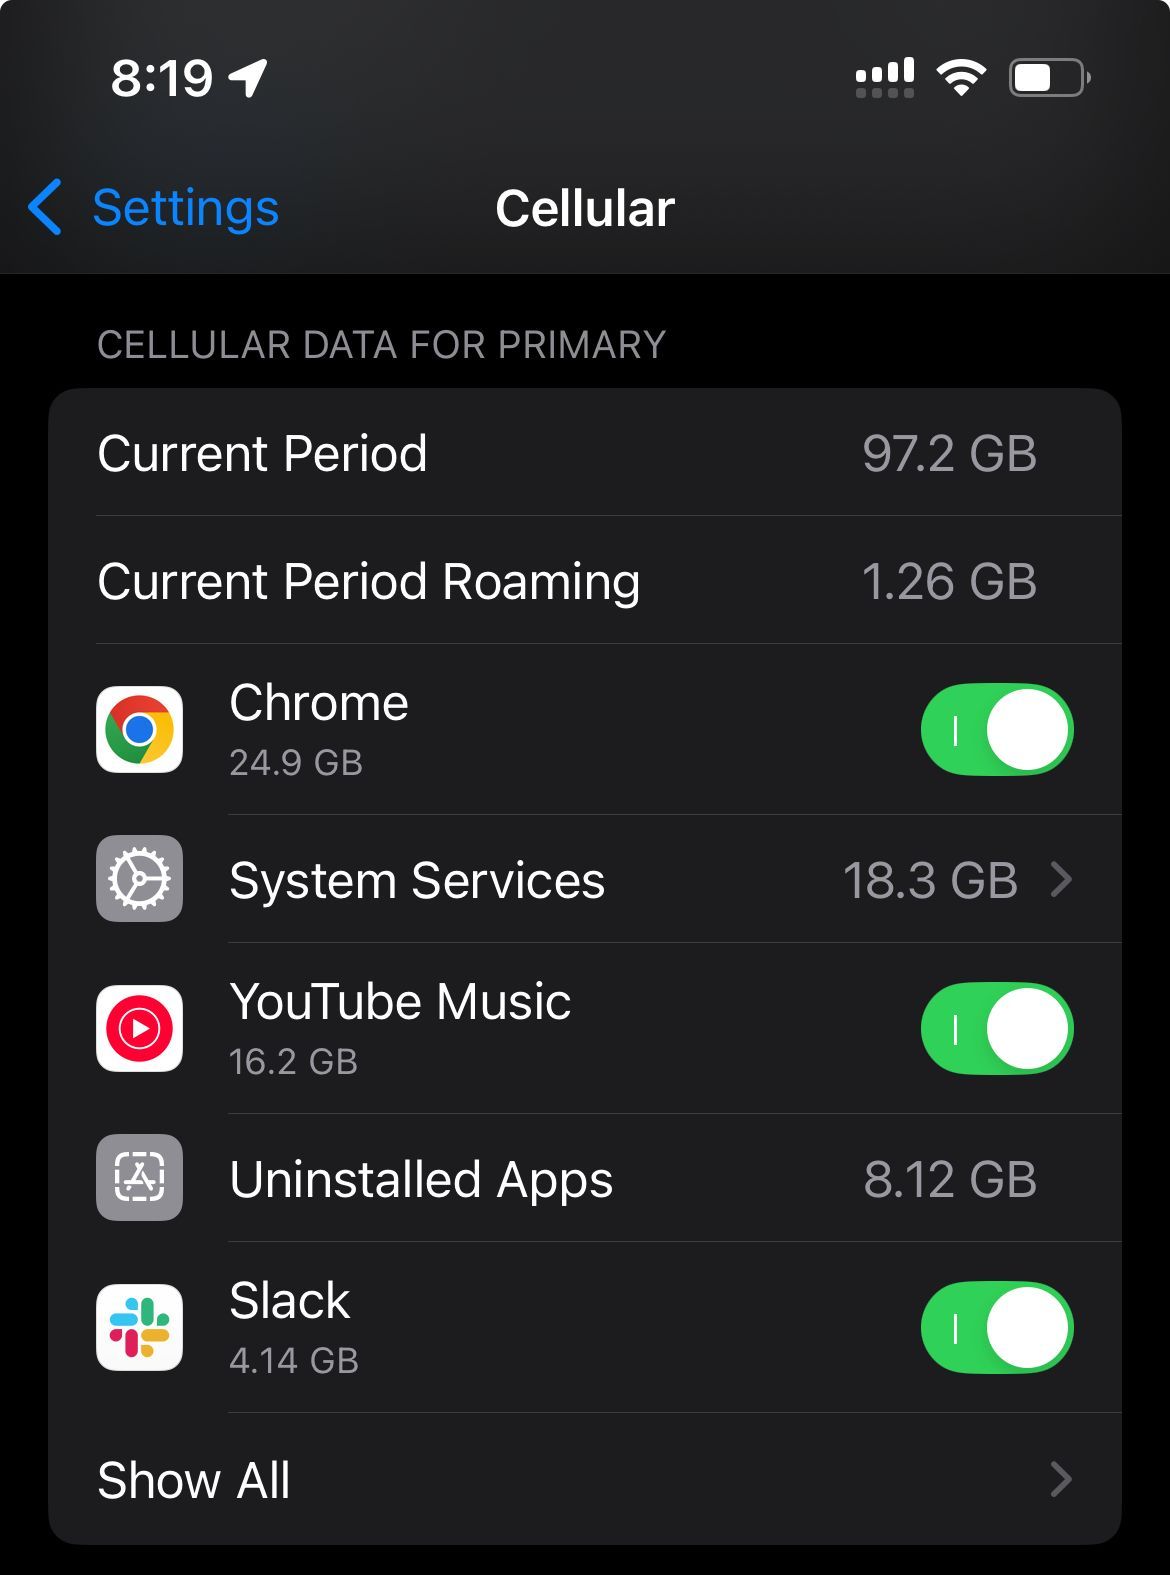 8:19
Settings
Cellular
CELLULAR DATA FOR PRIMARY
Current Period 97.2 GB
Current Period Roaming 1.26 GB
Chrome
24.9 GB
System Services 18.3 GB
YouTube Music
16.2 GB
Uninstalled Apps 8.12 GB
Slack
4.14 GB
Show All